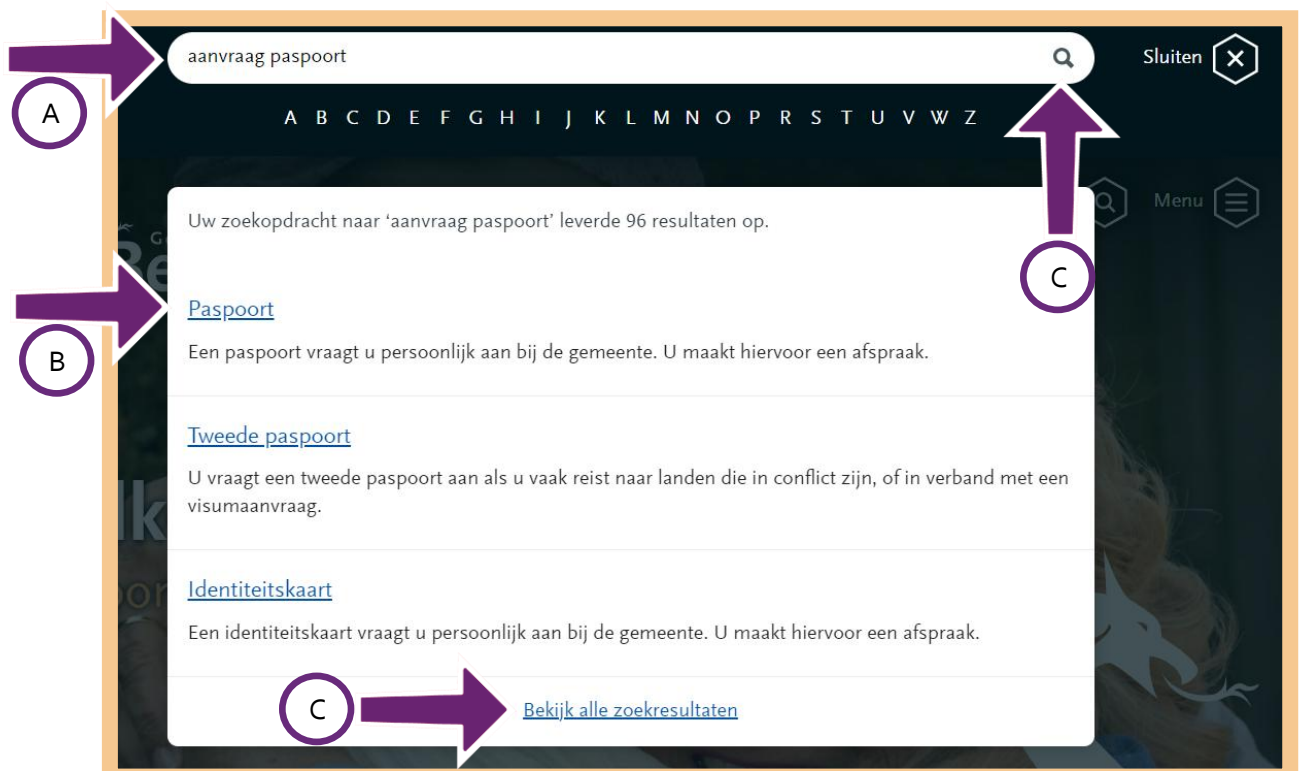 aanvraag paspoort
Sluiten
A
A B C D E F G H I J K L M N O P R S T U V W Z
Menu
Uw zoekopdracht naar ‘aanvraag paspoort’ leverde 96 resultaten op.
C
Paspoort
B
Een paspoort vraagt u persoonlijk aan bij de gemeente. U maakt hiervoor een afspraak.
Tweede paspoort
U vraagt een tweede paspoort aan als u vaak reist naar landen die in conflict zijn, of in verband met een
visumaanvraag.
Identiteitskaart
Een identiteitskaart vraagt u persoonlijk aan bij de gemeente. U maakt hiervoor een afspraak.
C
Bekijk alle zoekresultaten